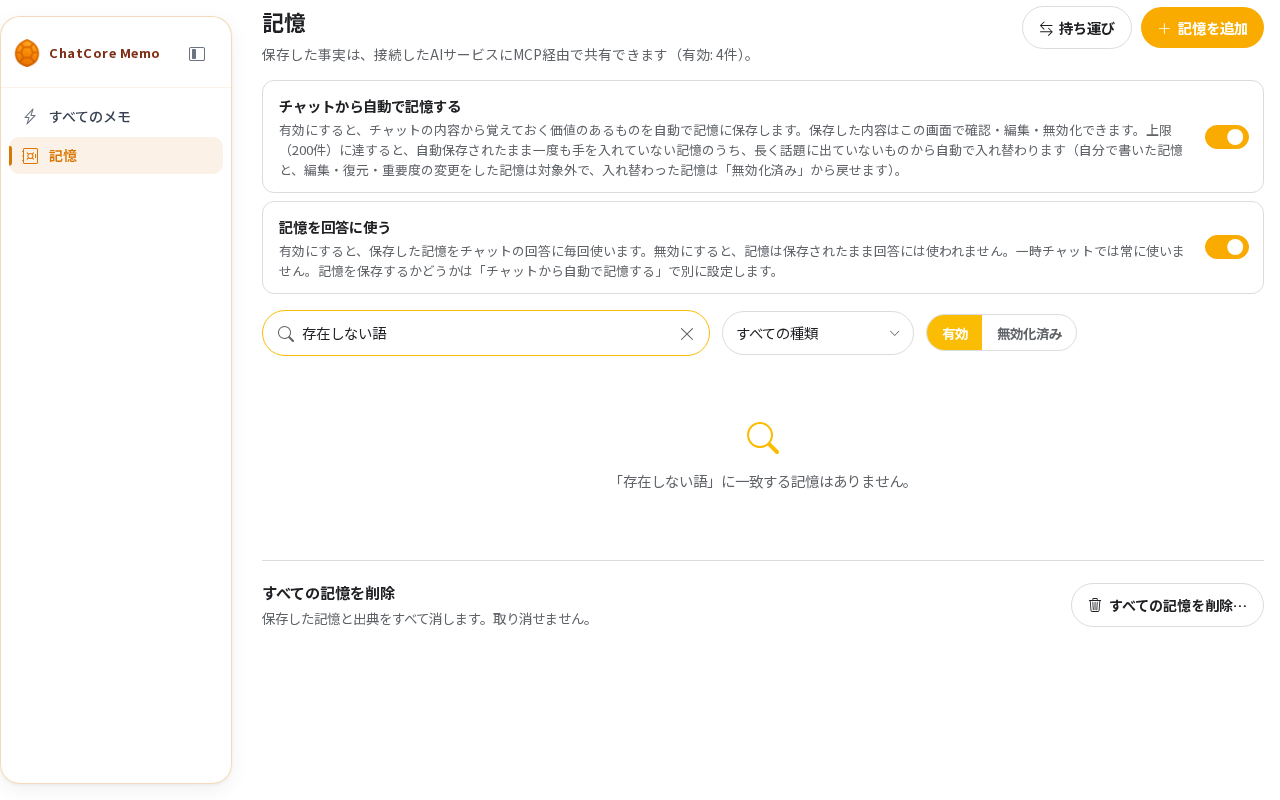 ChatCore Memo
すべてのメモ
記憶
記憶
保存した事実は、接続したAIサービスにMCP経由で共有できます（有効: 4件）。
持ち運び
記憶を追加
チャットから自動で記憶する
有効にすると、チャットの内容から覚えておく価値のあるものを自動で記憶に保存します。保存した内容はこの画面で確認・編集・無効化できます。上限
（200件）に達すると、自動保存されたまま一度も手を入れていない記憶のうち、長く話題に出ていないものから自動で入れ替わります（自分で書いた記憶
と、編集・復元・重要度の変更をした記憶は対象外で、入れ替わった記憶は「無効化済み」から戻せます）。
記憶を回答に使う
有効にすると、保存した記憶をチャットの回答に毎回使います。無効にすると、記憶は保存されたまま回答には使われません。一時チャットでは常に使いま
せん。記憶を保存するかどうかは「チャットから自動で記憶する」で別に設定します。
存在しない語
すべての種類
有効
無効化済み
「存在しない語」に一致する記憶はありません。
すべての記憶を削除
保存した記憶と出典をすべて消します。取り消せません。
すべての記憶を削除…